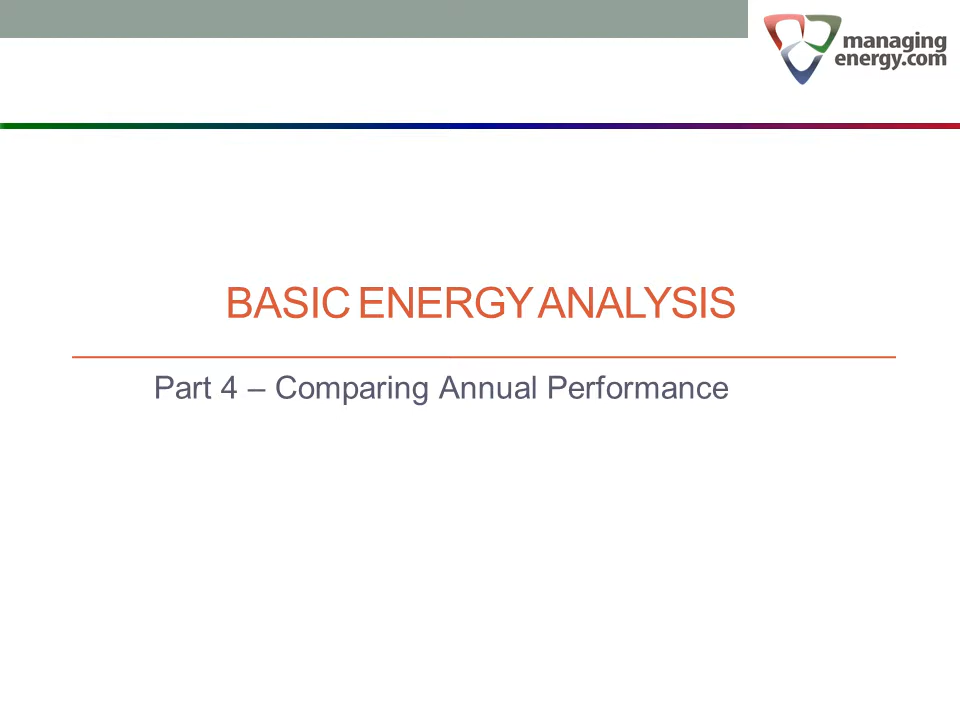 managing
energy.com
BASIC ENERGY ANALYSIS
Part 4 – Comparing Annual Performance